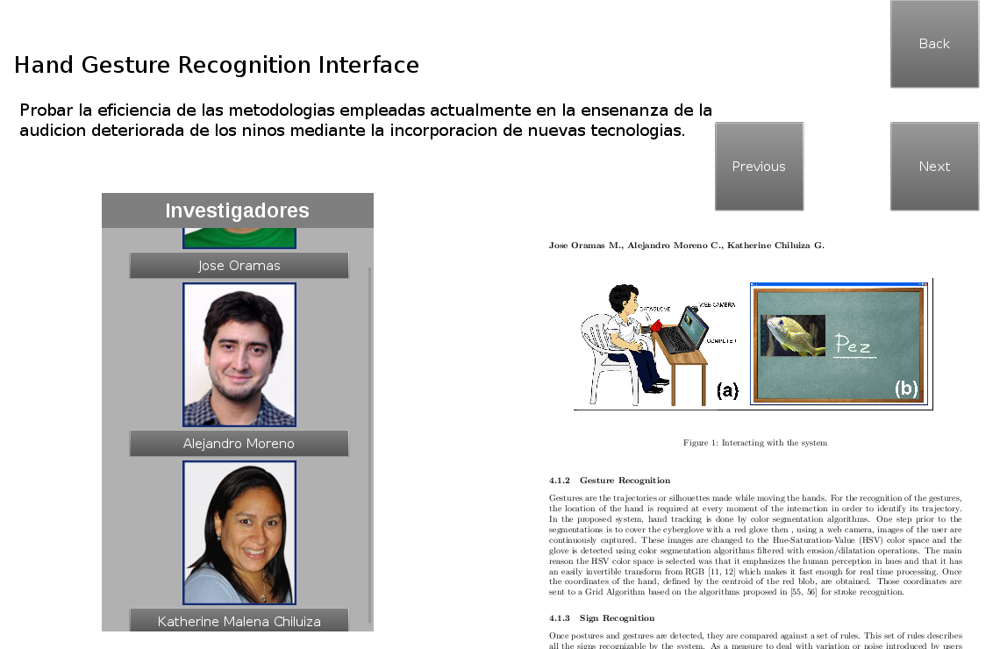 Back
Hand Gesture Recognition Interface
Probar la eficiencia de las metodologias empleadas actualmente en la ensenanza de la
audicion deteriorada de los ninos mediante la incorporacion de nuevas tecnologias.
Previous
Next
Investigadores
Jose Oramas
Alejandro Moreno
Katherine Malena Chiluiza
Jose Oramas M., Alejandro Moreno C., Katherine Chiluiza G.
DATAGLOVE
WEB CAMERA
COMPUTER
(a)
Pez
(b)
Figure 1: Interacting with the system
4.1.2 Gesture Recognition
Gestures are the trajectories or silhouettes made while moving the hands. For the recognition of the gestures,
the location of the hand is required at every moment of the interaction in order to identify its trajectory.
In the proposed system, hand tracking is done by color segmentation algorithms. One step prior to the
segmentations is to cover the cyberglove with a red glove then , using a web camera, images of the user are
continuously captured. These images are changed to the Hue-Saturation-Value (HSV) color space and the
glove is detected using color segmentation algorithms filtered with erosion/dilatation operations. The main
reason the HSV color space is selected was that it emphasizes the human perception in hues and that it has
an easily invertible transform from RGB [11, 12] which makes it fast enough for real time processing. Once
the coordinates of the hand, defined by the centroid of the red blob, are obtained. Those coordinates are
sent to a Grid Algorithm based on the algorithms proposed in [55, 56] for stroke recognition.
4.1.3 Sign Recognition
Once postures and gestures are detected, they are compared against a set of rules. This set of rules describes
all the signs recognizable by the system. As a measure to deal with variation or noise introduced by users